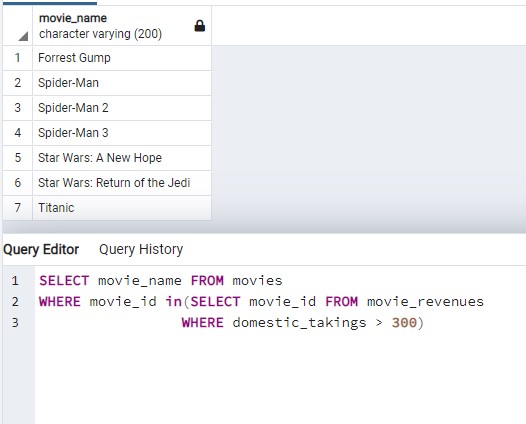 movie_name
character varying (200)
1 Forrest Gump
2 Spider-Man
3 Spider-Man 2
4 Spider-Man 3
5 Star Wars: A New Hope
6 Star Wars: Return of the Jedi
7 Titanic
Query Editor Query History
1 SELECT movie_name FROM movies
2 WHERE movie_id in(SELECT movie_id FROM movie_revenues
3 WHERE domestic_takings > 300)